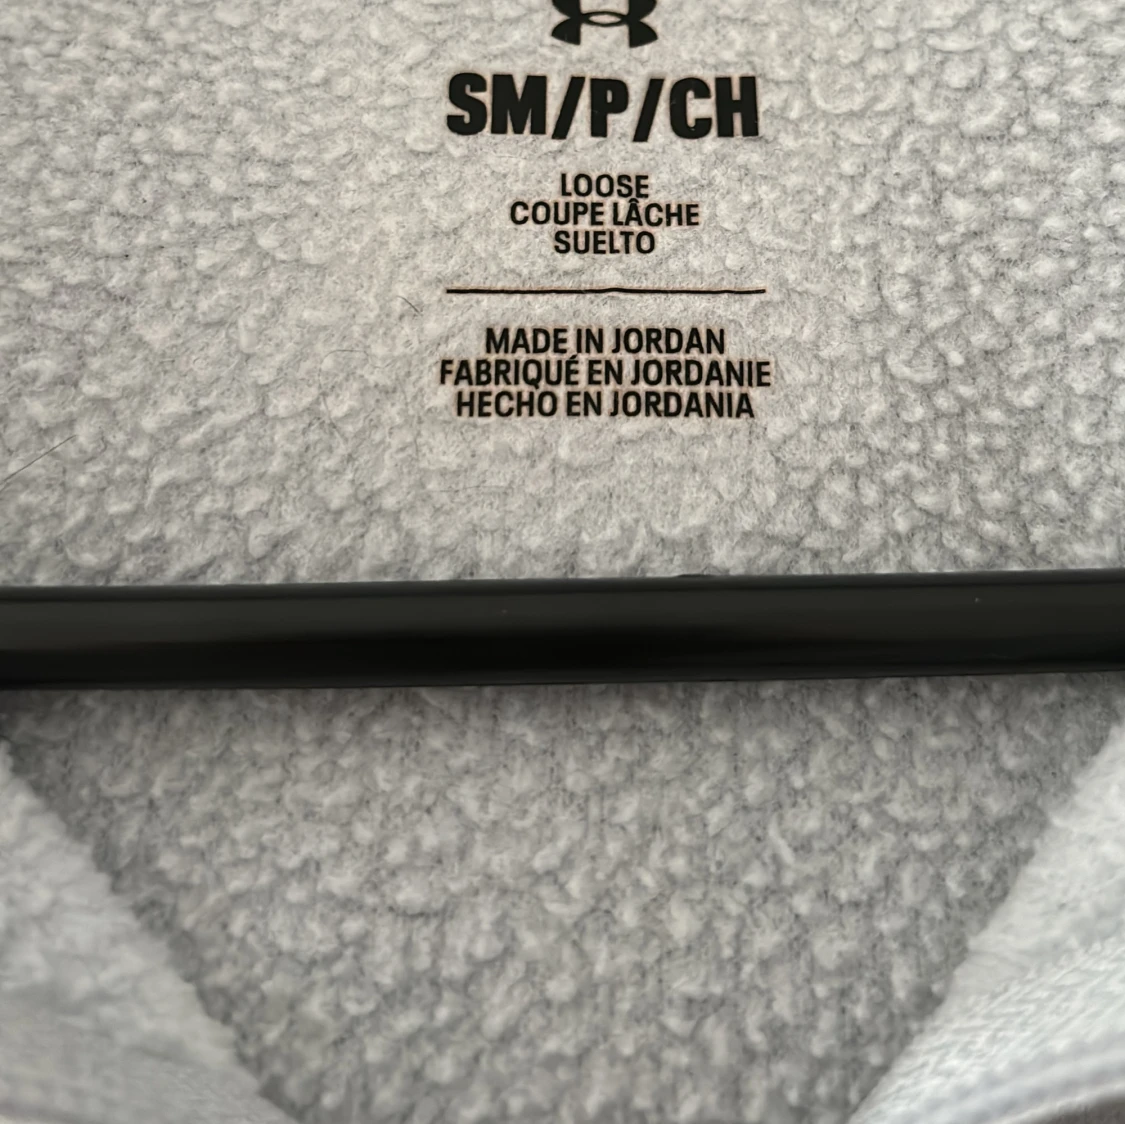 SM/P/CH
LOOSE
COUPE LÂCHE
SUELTO
MADE IN JORDAN
FABRIQUÉ EN JORDANIE
HECHO EN JORDANIA